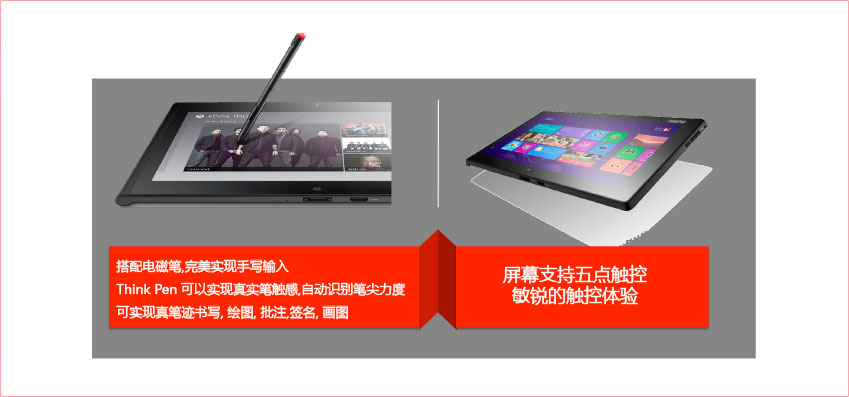 xbox mu
搭配电磁笔,完美实现手写输入
Think Pen 可以实现真实笔触感,自动识别笔尖力度
可实现真笔迹书写, 绘图, 批注,签名, 画图
屏幕支持五点触控
敏锐的触控体验